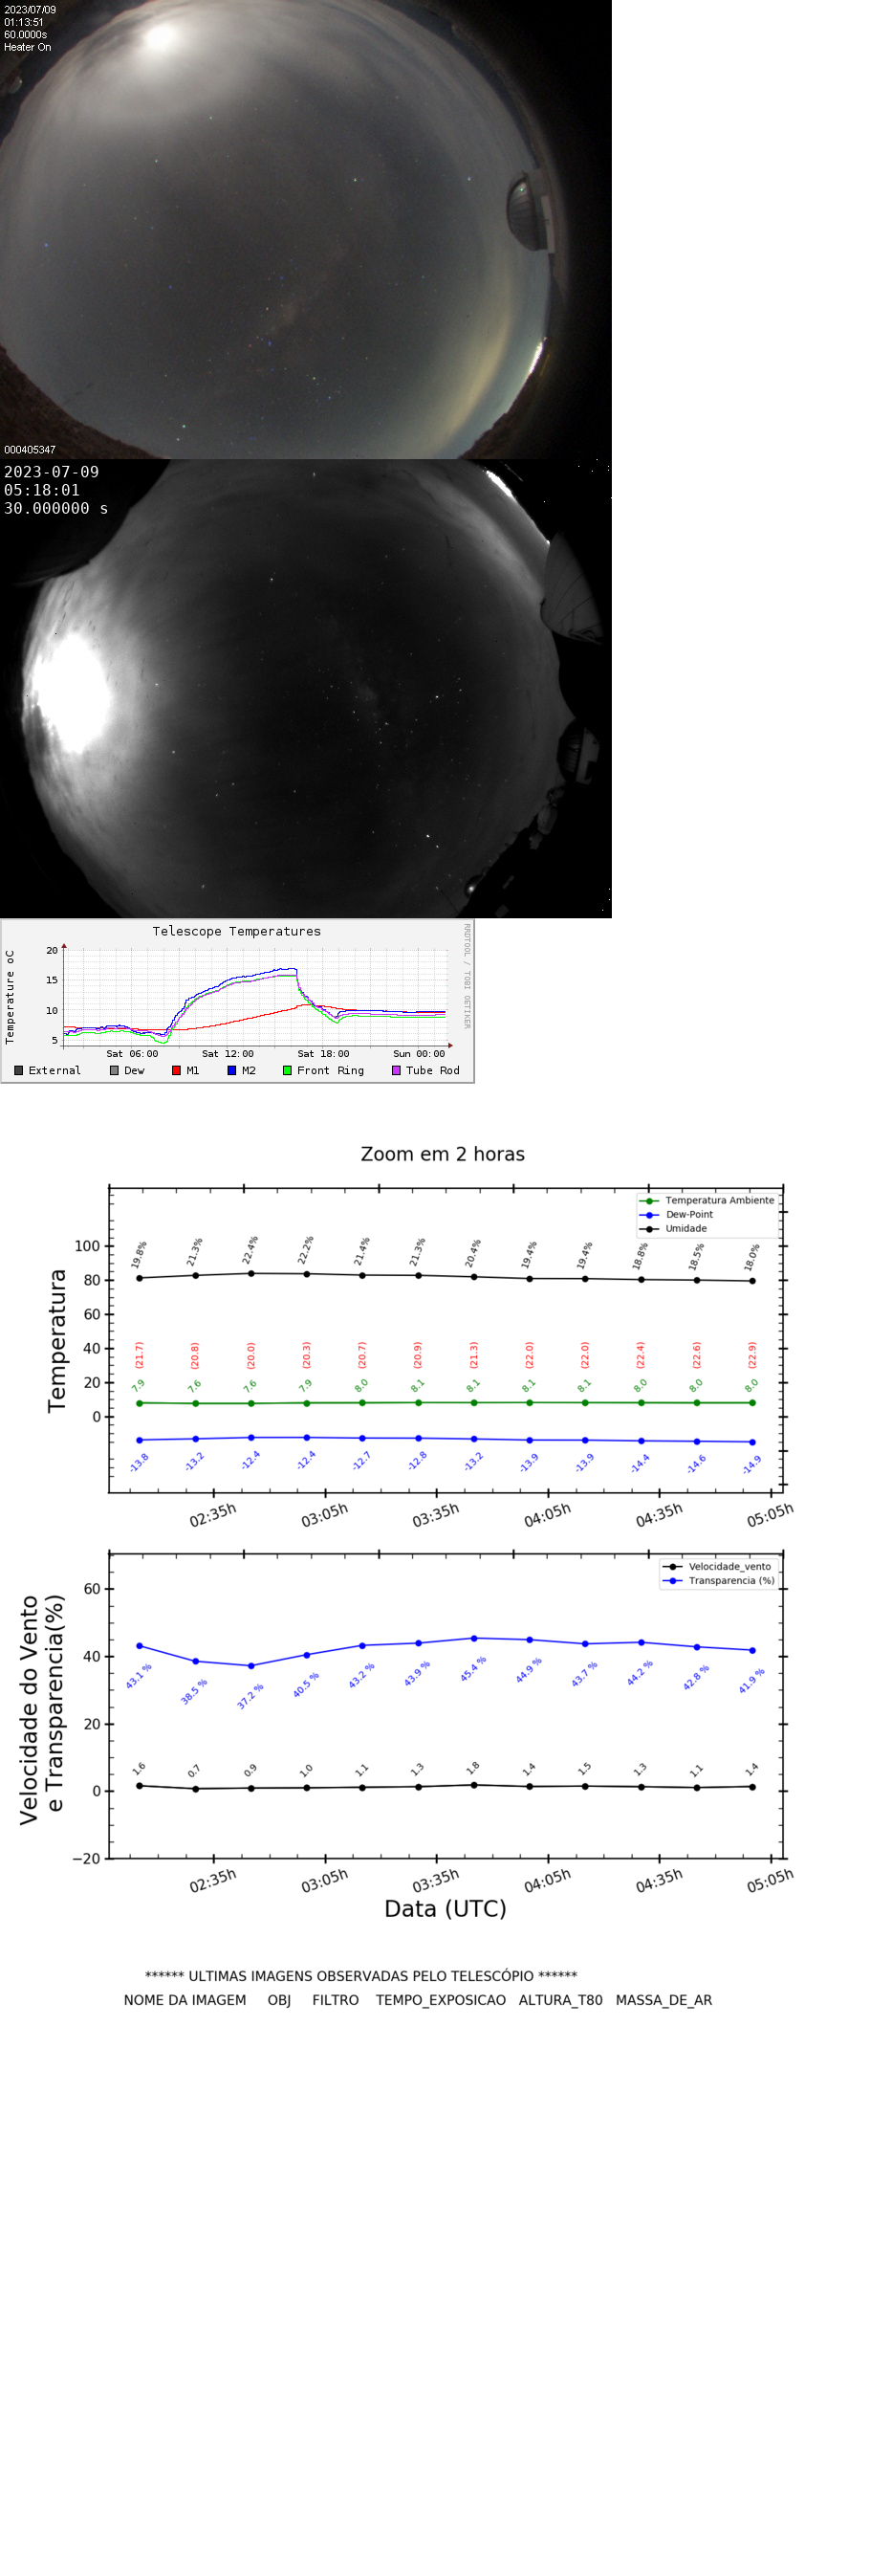 2023/07/09
01:13:51
60.0000s
Heater On
000405347
2023-07-09
05:18:01
30.000000 s
Telescope Temperatures
RRDTOOL / TOBI OETIKER
Temperature oC
20
15
10
5
Sat 06:00 Sat 12:00 Sat 18:00 Sun 00:00
External Dew M1 M2 Front Ring Tube Rod
Zoom em 2 horas
Temperatura
Temperatura Ambiente
Dew-Point
Umidade
100
80
60
40
20
0
19.8% 21.3% 22.4% 22.2% 21.4% 21.3% 20.4% 19.4% 19.4% 18.8% 18.5% 18.0%
(21.7) (20.8) (20.0) (20.3) (20.7) (20.9) (21.3) (22.0) (22.0) (22.4) (22.6) (22.9)
7.9 7.6 7.6 7.9 8.0 8.1 8.1 8.1 8.1 8.0 8.0 8.0
-13.8 -13.2 -12.4 -12.4 -12.7 -12.8 -13.2 -13.9 -13.9 -14.4 -14.6 -14.9
02:35h 03:05h 03:35h 04:05h 04:35h 05:05h
Velocidade do Vento
e Transparencia(%)
Velocidade_vento
Transparencia (%)
60
40
20
0
−20
43.1 % 38.5 % 37.2 % 40.5 % 43.2 % 43.9 % 45.4 % 44.9 % 43.7 % 44.2 % 42.8 % 41.9 %
1.6 0.7 0.9 1.0 1.1 1.3 1.8 1.4 1.5 1.3 1.1 1.4
02:35h 03:05h 03:35h 04:05h 04:35h 05:05h
Data (UTC)
****** ULTIMAS IMAGENS OBSERVADAS PELO TELESCÓPIO ******
NOME DA IMAGEM OBJ FILTRO TEMPO_EXPOSICAO ALTURA_T80 MASSA_DE_AR